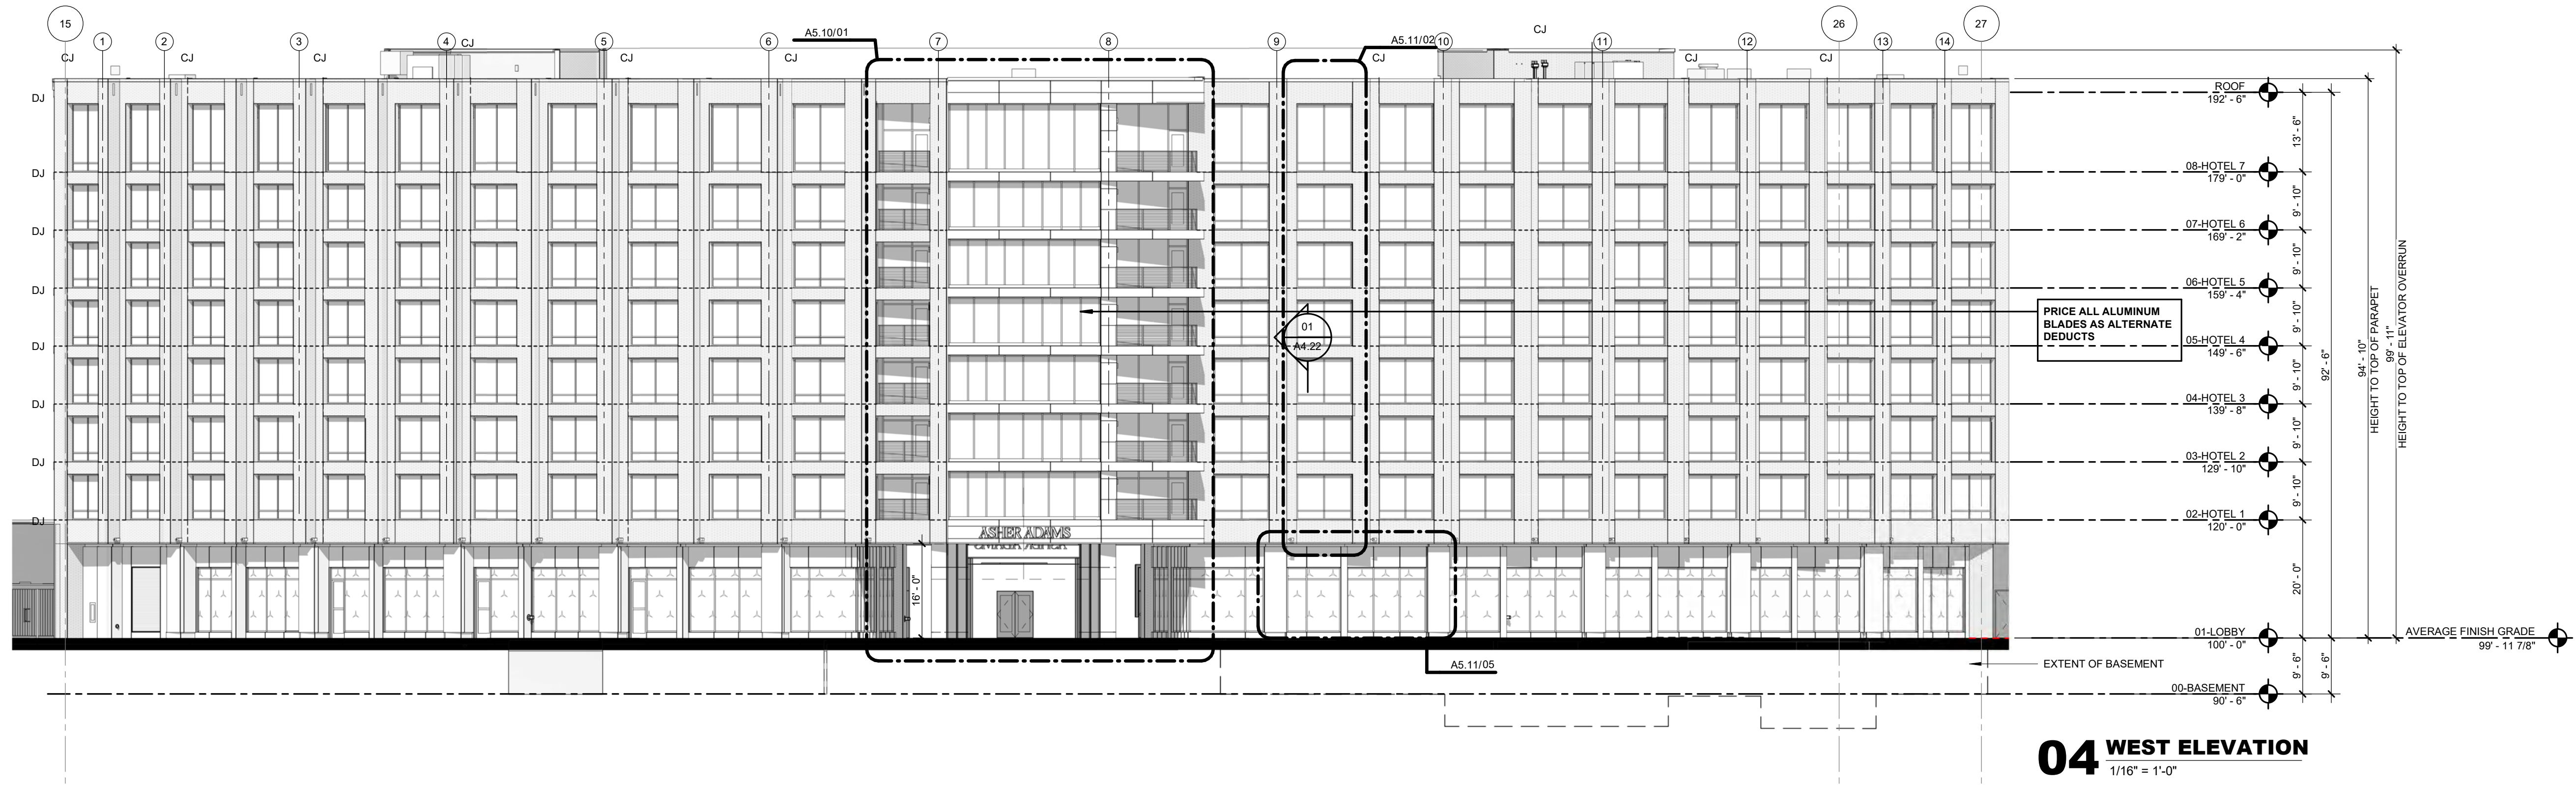 15
26
27
1
2
3
4
5
6
7
8
9
10
11
12
13
14
CJ
CJ
CJ
CJ
CJ
CJ
CJ
CJ
CJ
CJ
A5.10/01
A5.11/02
DJ
DJ
DJ
DJ
DJ
DJ
DJ
DJ
ROOF
192' - 6"
08-HOTEL 7
179' - 0"
07-HOTEL 6
169' - 2"
06-HOTEL 5
159' - 4"
05-HOTEL 4
149' - 6"
04-HOTEL 3
139' - 8"
03-HOTEL 2
129' - 10"
02-HOTEL 1
120' - 0"
01-LOBBY
100' - 0"
00-BASEMENT
90' - 6"
13' - 6"
9' - 10"
9' - 10"
9' - 10"
9' - 10"
9' - 10"
9' - 10"
20' - 0"
9' - 6"
92' - 6"
9' - 6"
94' - 10"
HEIGHT TO TOP OF PARAPET
99' - 11"
HEIGHT TO TOP OF ELEVATOR OVERRUN
AVERAGE FINISH GRADE
99' - 11 7/8"
PRICE ALL ALUMINUM
BLADES AS ALTERNATE
DEDUCTS
01
A4.22
ASHER ADAMS
16' - 0"
A5.11/05
EXTENT OF BASEMENT
04 WEST ELEVATION
1/16" = 1'-0"